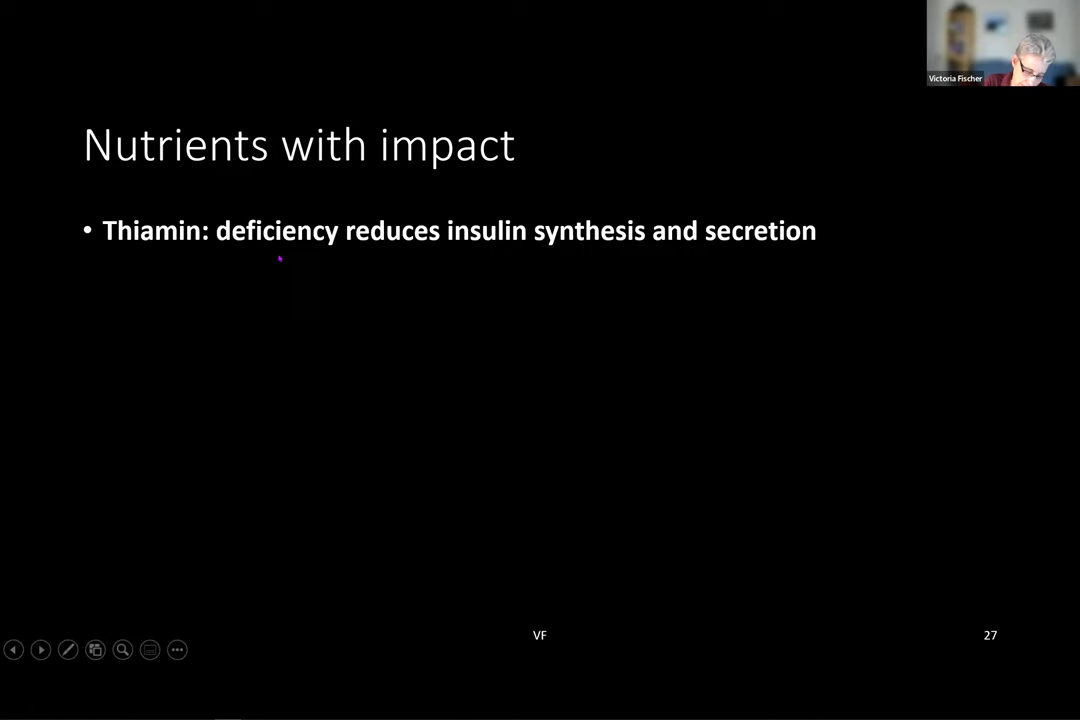 Victoria Fischer
Nutrients with impact
• Thiamin: deficiency reduces insulin synthesis and secretion
VF
27